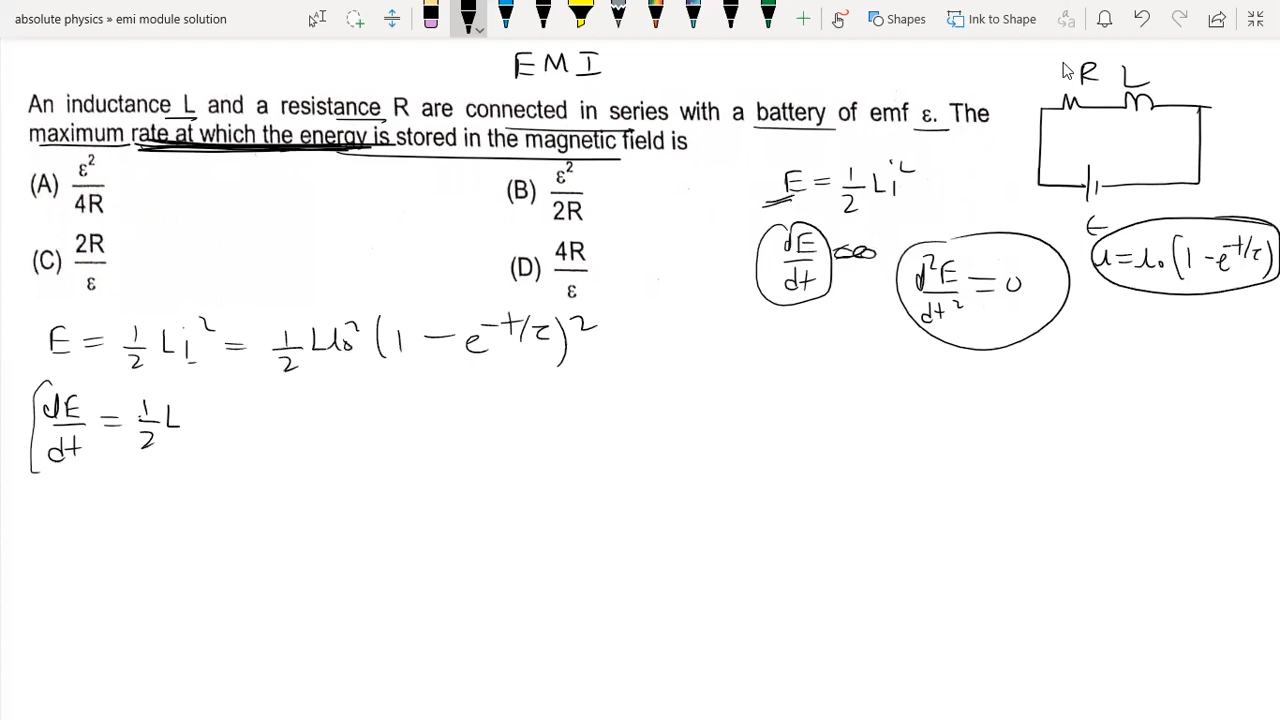 absolute physics » emi module solution
Shapes
Ink to Shape
EMI
An inductance L and a resistance R are connected in series with a battery of emf ε. The
maximum rate at which the energy is stored in the magnetic field is
(A) ε²/4R
(B) ε²/2R
(C) 2R/ε
(D) 4R/ε
R L
ε
E = 1/2 Li²
dE/dt
d²E/dt² = 0
i = i₀(1 - e^-t/τ)
E = 1/2 Li² = 1/2 Li₀²(1 - e^-t/τ)²
dE/dt = 1/2 L